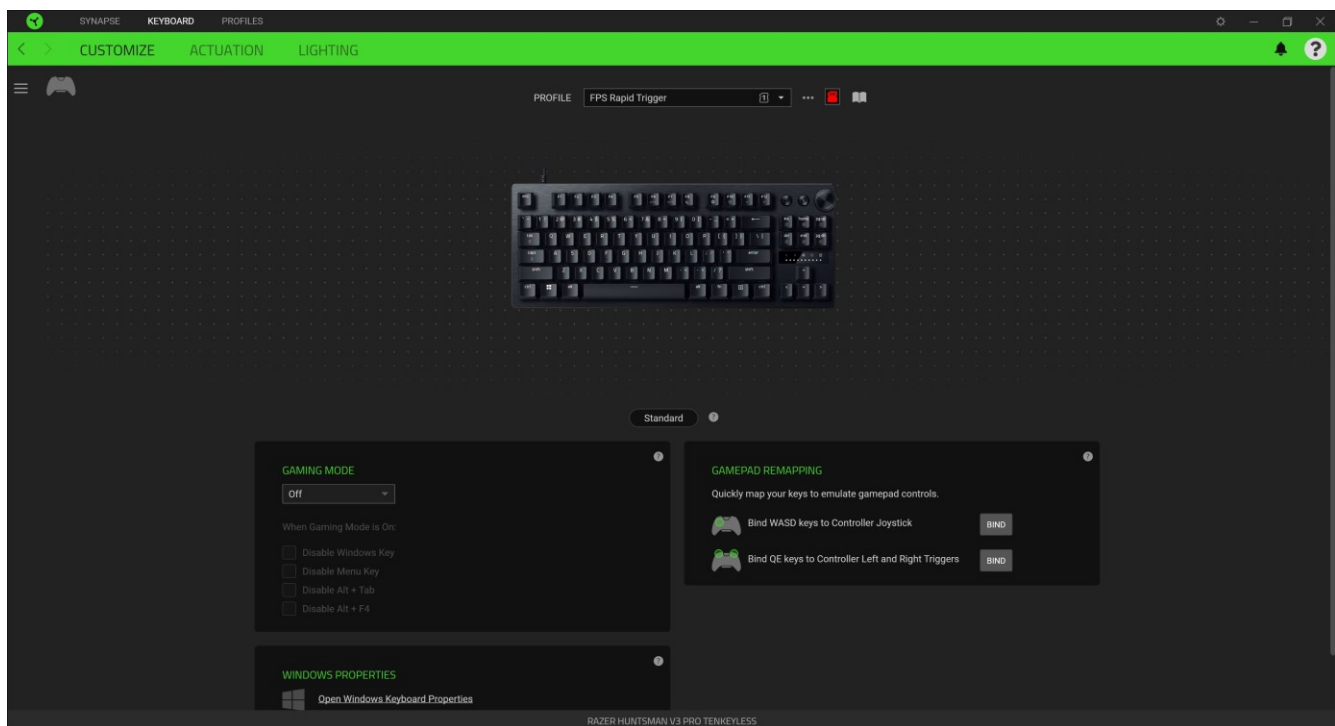 SYNAPSE KEYBOARD PROFILES
CUSTOMIZE ACTUATION LIGHTING
PROFILE FPS Rapid Trigger 1
Standard
GAMING MODE
Off
When Gaming Mode is On:
Disable Windows Key
Disable Menu Key
Disable Alt + Tab
Disable Alt + F4
GAMEPAD REMAPPING
Quickly map your keys to emulate gamepad controls.
Bind WASD keys to Controller Joystick BIND
Bind QE keys to Controller Left and Right Triggers BIND
WINDOWS PROPERTIES
Open Windows Keyboard Properties
RAZER HUNTSMAN V3 PRO TENKEYLESS